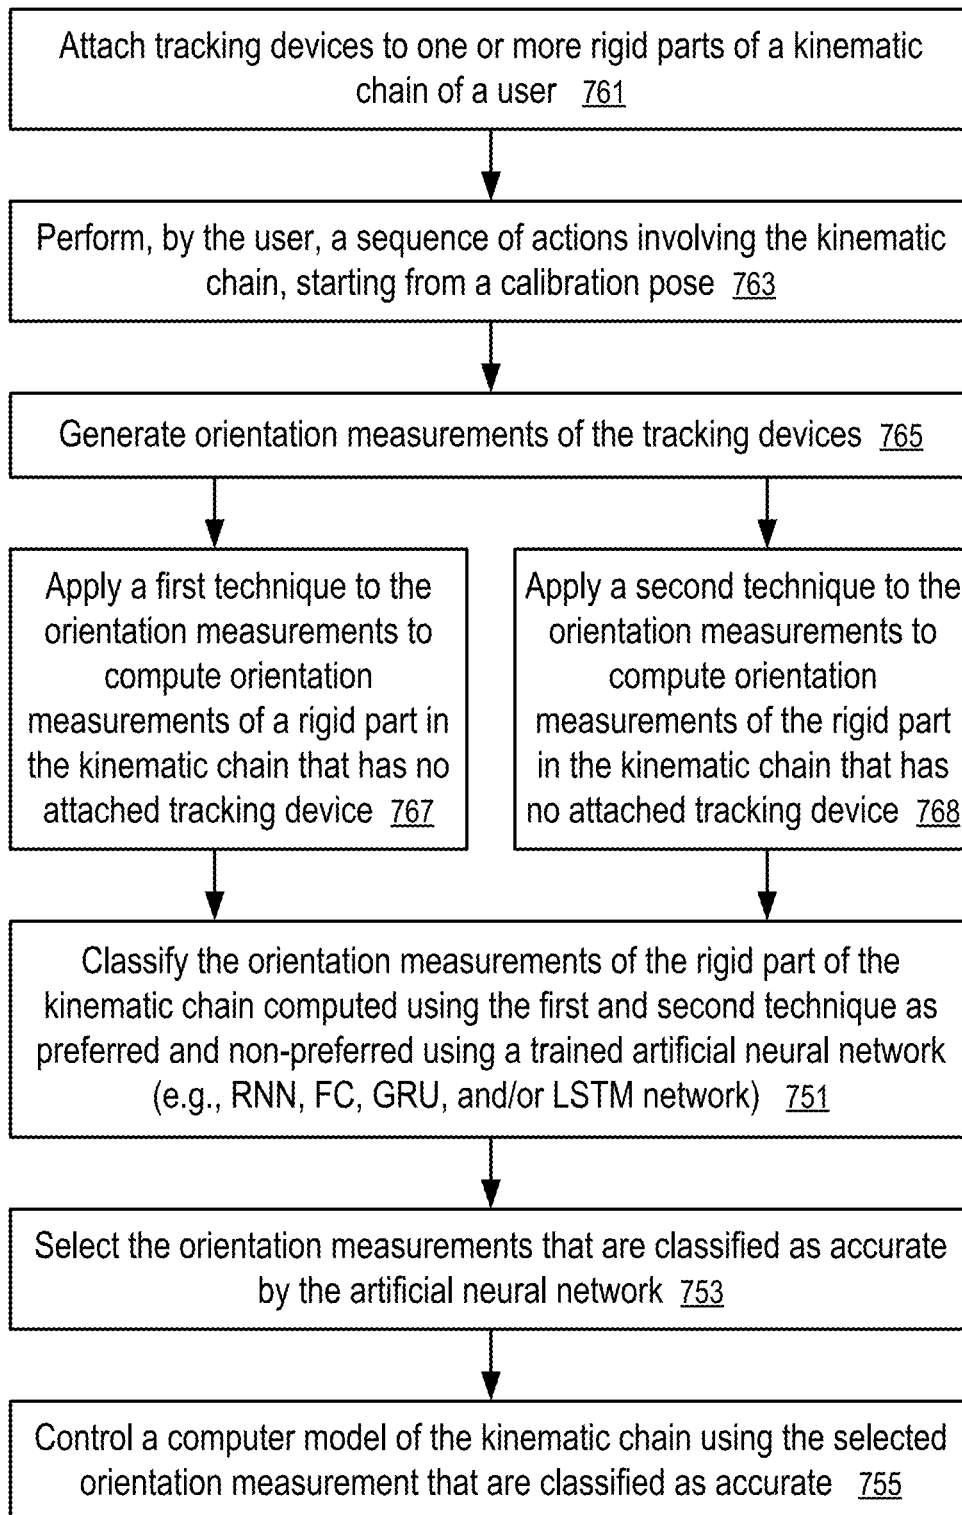 Attach tracking devices to one or more rigid parts of a kinematic
chain of a user 761
Perform, by the user, a sequence of actions involving the kinematic
chain, starting from a calibration pose 763
Generate orientation measurements of the tracking devices 765
Apply a first technique to the
orientation measurements to
compute orientation
measurements of a rigid part in
the kinematic chain that has no
attached tracking device 767
Apply a second technique to the
orientation measurements to
compute orientation
measurements of the rigid part
in the kinematic chain that has
no attached tracking device 768
Classify the orientation measurements of the rigid part of the
kinematic chain computed using the first and second technique as
preferred and non-preferred using a trained artificial neural network
(e.g., RNN, FC, GRU, and/or LSTM network) 751
Select the orientation measurements that are classified as accurate
by the artificial neural network 753
Control a computer model of the kinematic chain using the selected
orientation measurement that are classified as accurate 755